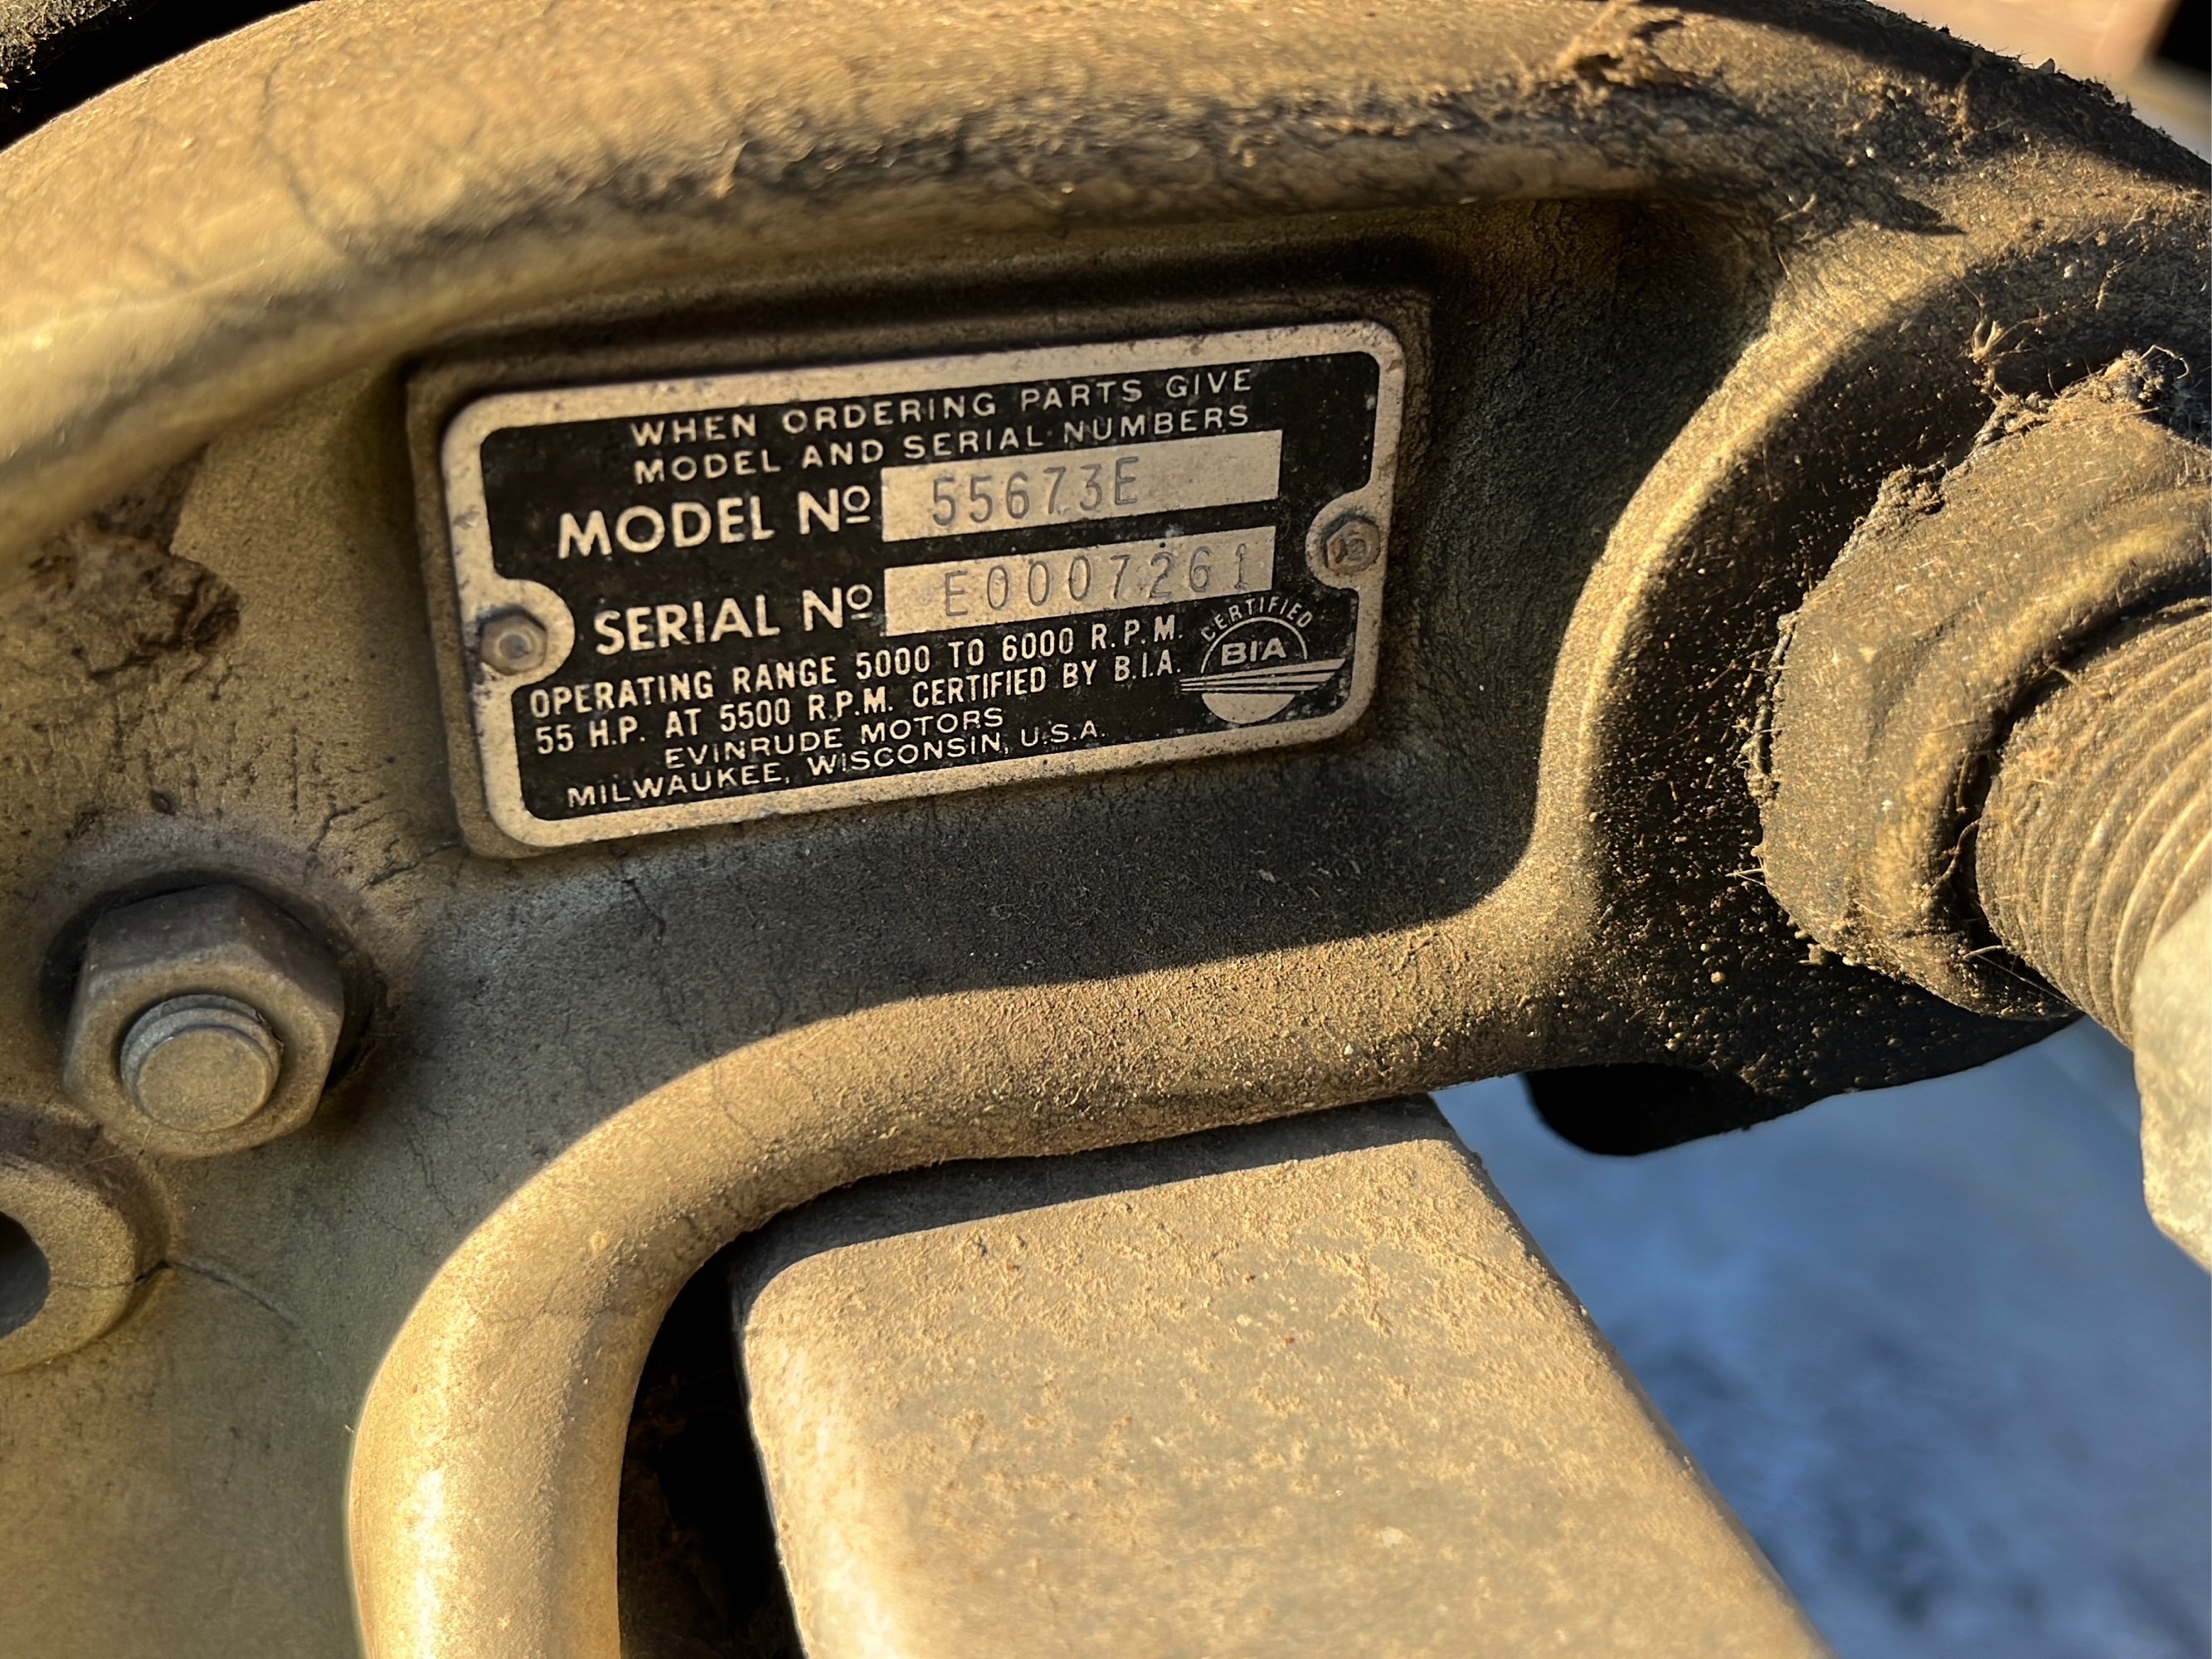 WHEN ORDERING PARTS GIVE
MODEL AND SERIAL NUMBERS
MODEL Nº 55673E
SERIAL Nº E0007261
OPERATING RANGE 5000 TO 6000 R.P.M.
55 H.P. AT 5500 R.P.M. CERTIFIED BY B.I.A.
EVINRUDE MOTORS
MILWAUKEE, WISCONSIN, U.S.A.
CERTIFIED
BIA